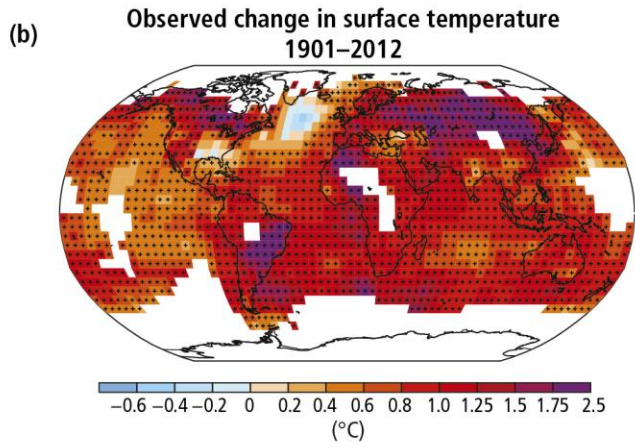 (b)
Observed change in surface temperature
1901–2012
−0.6 −0.4 −0.2 0 0.2 0.4 0.6 0.8 1.0 1.25 1.5 1.75 2.5
(°C)